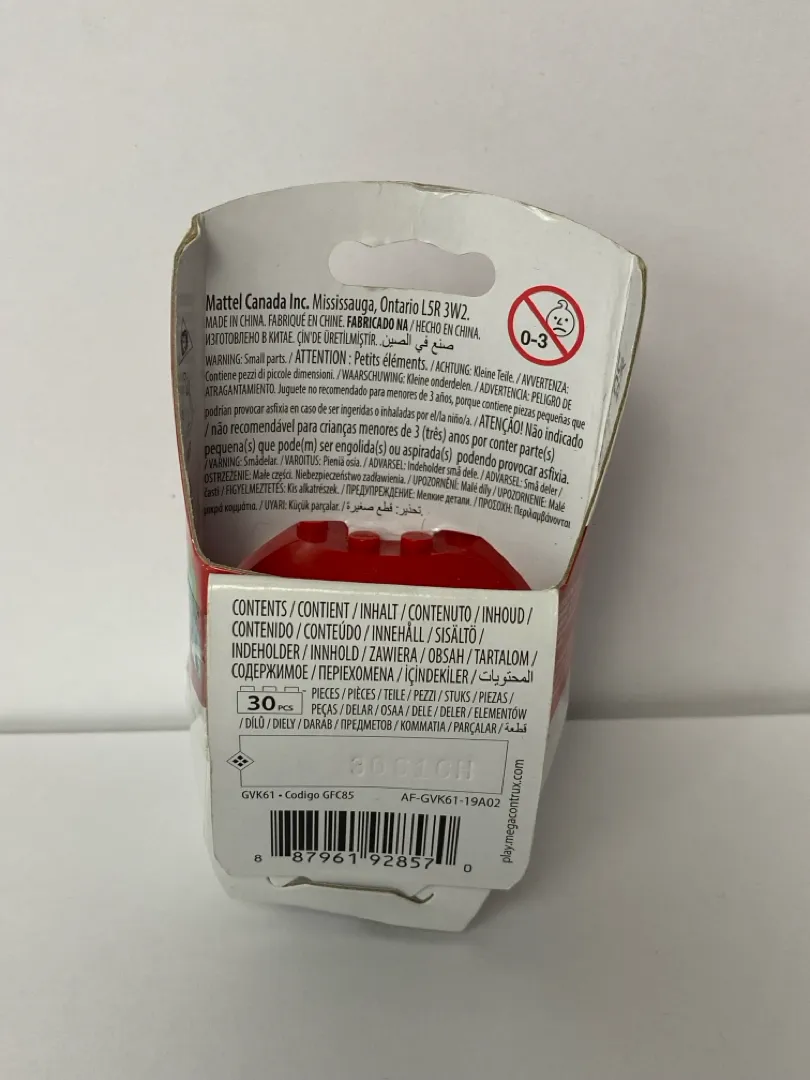 Mattel Canada Inc. Mississauga, Ontario L5R 3W2.
MADE IN CHINA. FABRIQUÉ EN CHINE. FABRICADO NA / HECHO EN CHINA.
ИЗГОТОВЛЕНО В КИТАЕ. ÇİN'DE ÜRETİLMİŞTİR. صنع في الصين.
0-3
WARNING: Small parts. / ATTENTION : Petits éléments. / ACHTUNG: Kleine Teile. / AVVERTENZA:
Contiene pezzi di piccole dimensioni. / WAARSCHUWING: Kleine onderdelen. / ADVERTENCIA: PELIGRO DE
ATRAGANTAMIENTO. Juguete no recomendado para menores de 3 años, porque contiene piezas pequeñas que
podrían provocar asfixia en caso de ser ingeridas o inhaladas por el/la niño/a. / ATENÇÃO! Não indicado
/ não recomendável para crianças menores de 3 (três) anos por conter parte(s)
pequena(s) que pode(m) ser engolida(s) ou aspirada(s) podendo provocar asfixia.
/ VARNING: Smådelar. / VAROITUS: Pieniä osia. / ADVARSEL: Indeholder små dele. / ADVARSEL: Små deler /
OSTRZEŻENIE: Małe części. Niebezpieczeństwo zadławienia. / UPOZORNĚNÍ: Malé díly / UPOZORNENIE: Malé
časti / FIGYELMEZTETÉS: Kis alkatrészek. / ПРЕДУПРЕЖДЕНИЕ: Мелкие детали. / ΠΡΟΣΟΧΗ: Περιλαμβάνονται
μικρά κομμάτια. / UYARI: Küçük parçalar. / تحذير: قطع صغيرة.
CONTENTS / CONTIENT / INHALT / CONTENUTO / INHOUD /
CONTENIDO / CONTEÚDO / INNEHÅLL / SISÄLTÖ /
INDEHOLDER / INNHOLD / ZAWIERA / OBSAH / TARTALOM /
СОДЕРЖИМОЕ / ΠΕΡΙΕΧΟΜΕΝΑ / İÇİNDEKİLER / المحتويات
30 PCS
PIECES / PIÈCES / TEILE / PEZZI / STUKS / PIEZAS /
PEÇAS / DELAR / OSAA / DELE / DELER / ELEMENTÓW
/ DÍLŮ / DIELY / DARAB / ПРЕДМЕТОВ / ΚΟΜΜΑΤΙΑ / PARÇALAR / قطعة
GVK61 • Codigo GFC85 AF-GVK61-19A02
8 87961 92857 0
play.megacontrux.com